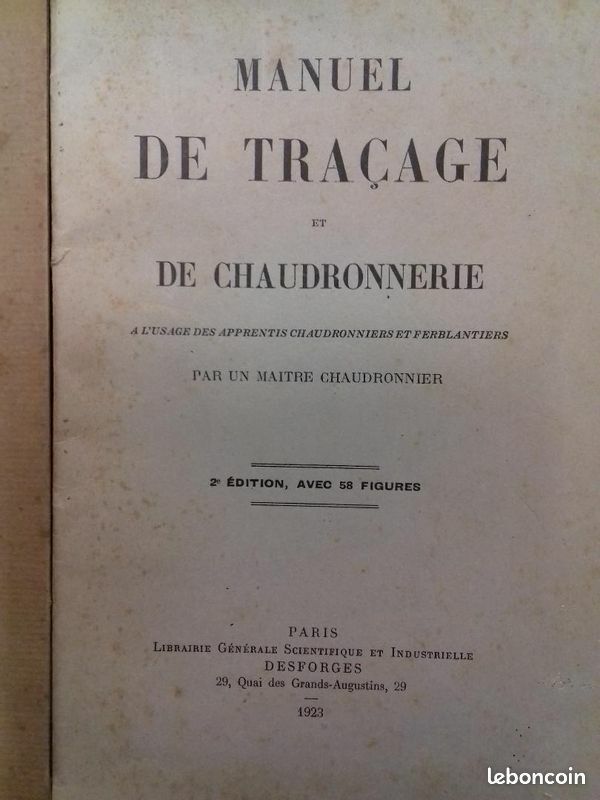 MANUEL
DE TRAÇAGE
ET
DE CHAUDRONNERIE
A L'USAGE DES APPRENTIS CHAUDRONNIERS ET FERBLANTIERS
PAR UN MAITRE CHAUDRONNIER
2e ÉDITION, AVEC 58 FIGURES
PARIS
LIBRAIRIE GÉNÉRALE SCIENTIFIQUE ET INDUSTRIELLE
DESFORGES
29, Quai des Grands-Augustins, 29
1923
leboncoin